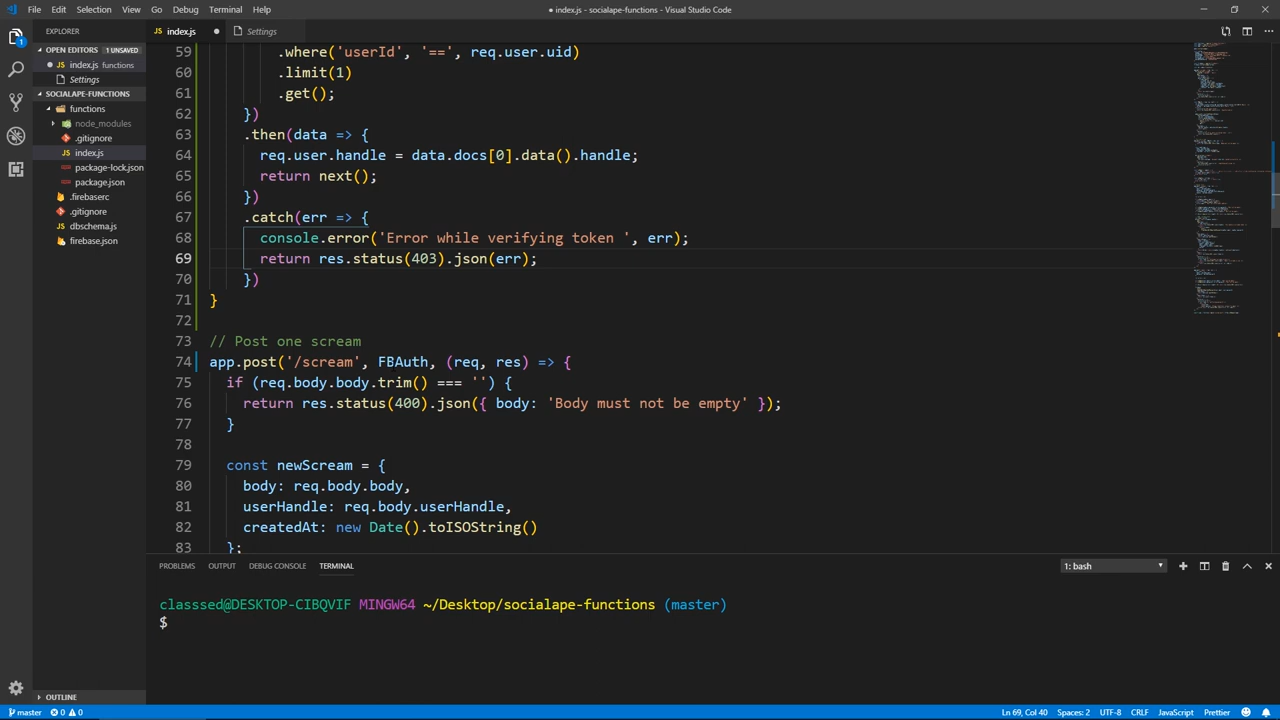 File Edit Selection View Go Debug Terminal Help
● index.js - socialape-functions - Visual Studio Code
EXPLORER
OPEN EDITORS 1 UNSAVED
● JS index.js functions
Settings
SOCIALAPE-FUNCTIONS
functions
node_modules
.gitignore
JS index.js
package-lock.json
package.json
.firebaserc
.gitignore
dbschema.js
firebase.json
OUTLINE
JS index.js ● Settings
59 .where('userId', '==', req.user.uid)
60 .limit(1)
61 .get();
62 })
63 .then(data => {
64 req.user.handle = data.docs[0].data().handle;
65 return next();
66 })
67 .catch(err => {
68 console.error('Error while verifying token ', err);
69 return res.status(403).json(err);
70 })
71 }
72
73 // Post one scream
74 app.post('/scream', FBAuth, (req, res) => {
75 if (req.body.body.trim() === '') {
76 return res.status(400).json({ body: 'Body must not be empty' });
77 }
78
79 const newScream = {
80 body: req.body.body,
81 userHandle: req.body.userHandle,
82 createdAt: new Date().toISOString()
83 };
PROBLEMS OUTPUT DEBUG CONSOLE TERMINAL 1: bash
classsed@DESKTOP-CIBQVIF MINGW64 ~/Desktop/socialape-functions (master)
$
master 0 0 Ln 69, Col 40 Spaces: 2 UTF-8 CRLF JavaScript Prettier